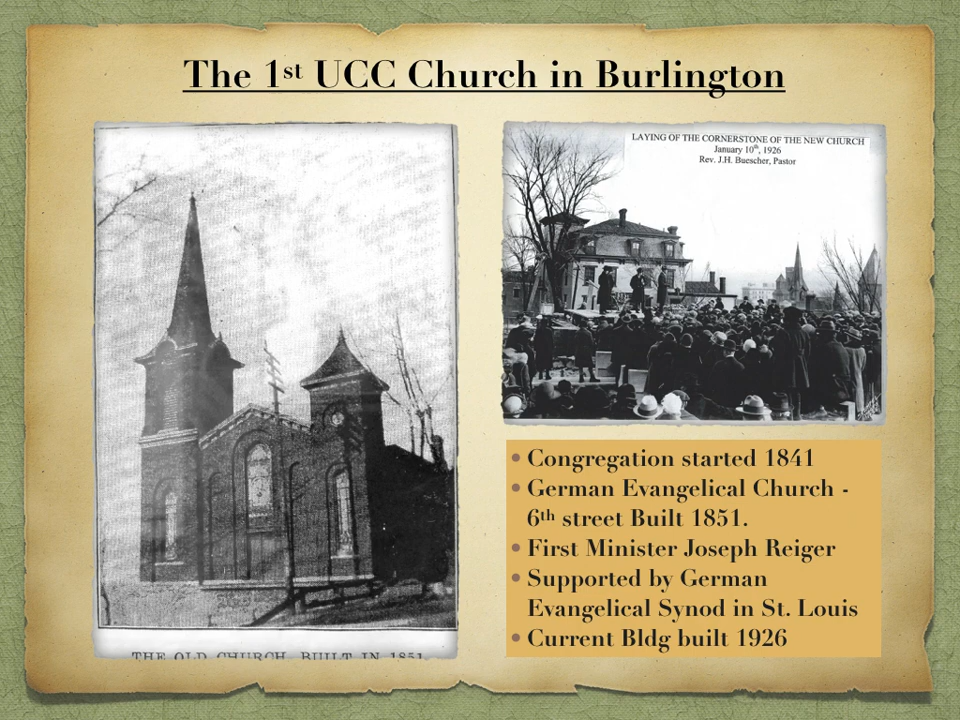 The 1st UCC Church in Burlington
LAYING OF THE CORNERSTONE OF THE NEW CHURCH
January 10th, 1926
Rev. J.H. Buescher, Pastor
• Congregation started 1841
• German Evangelical Church -
6th street Built 1851.
• First Minister Joseph Reiger
• Supported by German
Evangelical Synod in St. Louis
• Current Bldg built 1926
THE OLD CHURCH, BUILT IN 1851